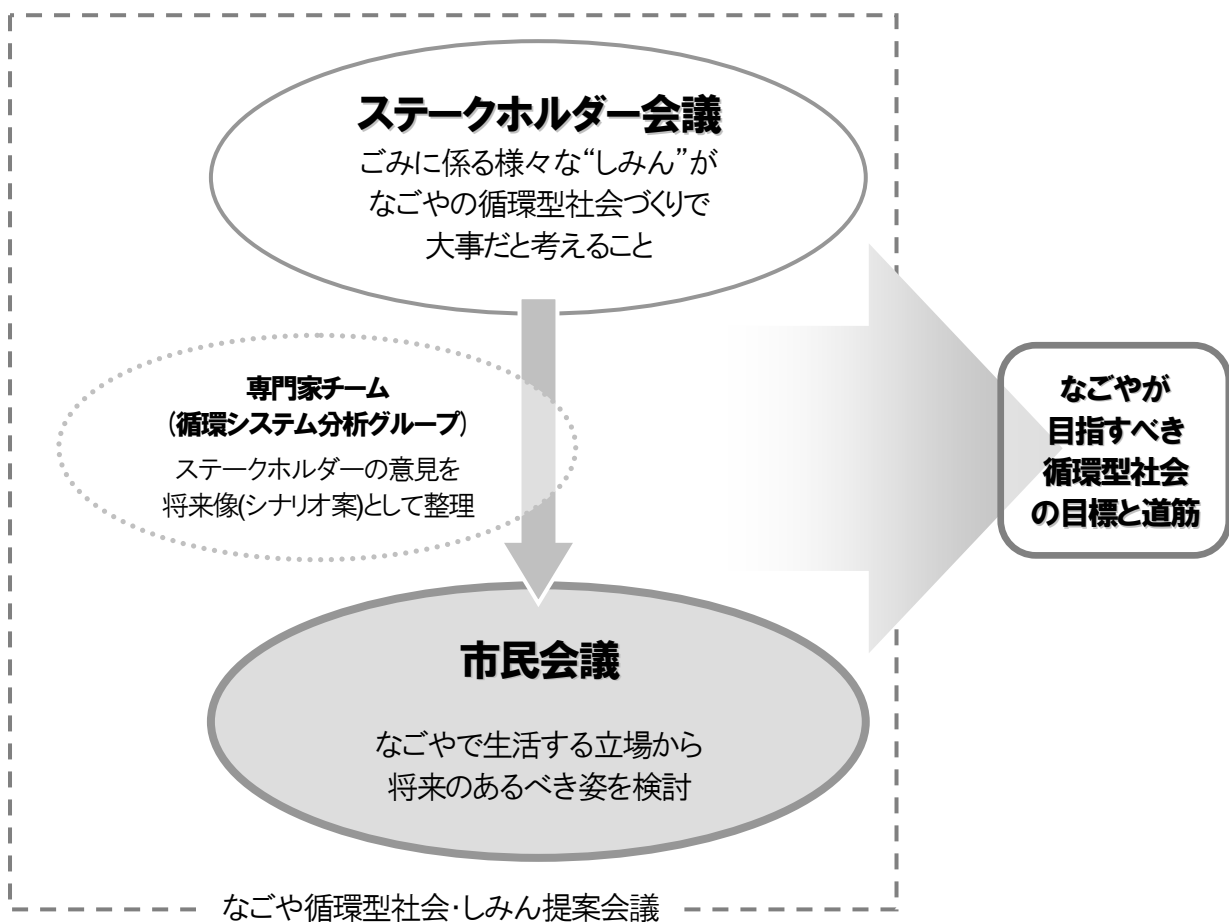 ステークホルダー会議
ごみに係る様々な“しみん”が
なごやの循環型社会づくりで
大事だと考えること
専門家チーム
(循環システム分析グループ)
ステークホルダーの意見を
将来像(シナリオ案)として整理
なごやが
目指すべき
循環型社会
の目標と道筋
市民会議
なごやで生活する立場から
将来のあるべき姿を検討
なごや循環型社会・しみん提案会議